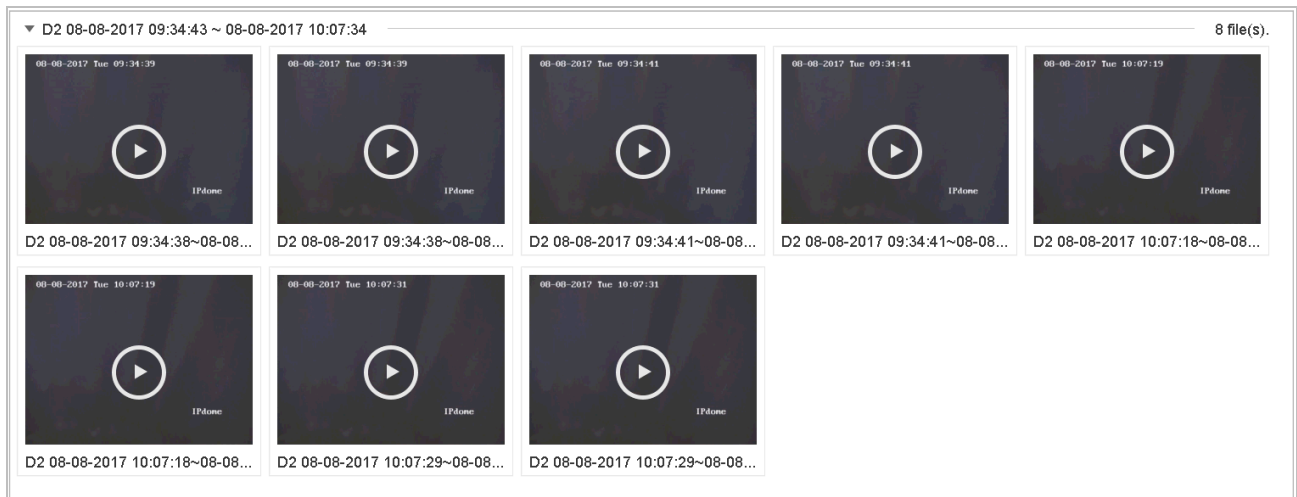 D2 08-08-2017 09:34:43 ~ 08-08-2017 10:07:34
8 file(s).
08-08-2017 Tue 09:34:39
IPdome
D2 08-08-2017 09:34:38~08-08...
08-08-2017 Tue 09:34:39
IPdome
D2 08-08-2017 09:34:38~08-08...
08-08-2017 Tue 09:34:41
IPdome
D2 08-08-2017 09:34:41~08-08...
08-08-2017 Tue 09:34:41
IPdome
D2 08-08-2017 09:34:41~08-08...
08-08-2017 Tue 10:07:19
IPdome
D2 08-08-2017 10:07:18~08-08...
08-08-2017 Tue 10:07:19
IPdome
D2 08-08-2017 10:07:18~08-08...
08-08-2017 Tue 10:07:31
IPdome
D2 08-08-2017 10:07:29~08-08...
08-08-2017 Tue 10:07:31
IPdome
D2 08-08-2017 10:07:29~08-08...